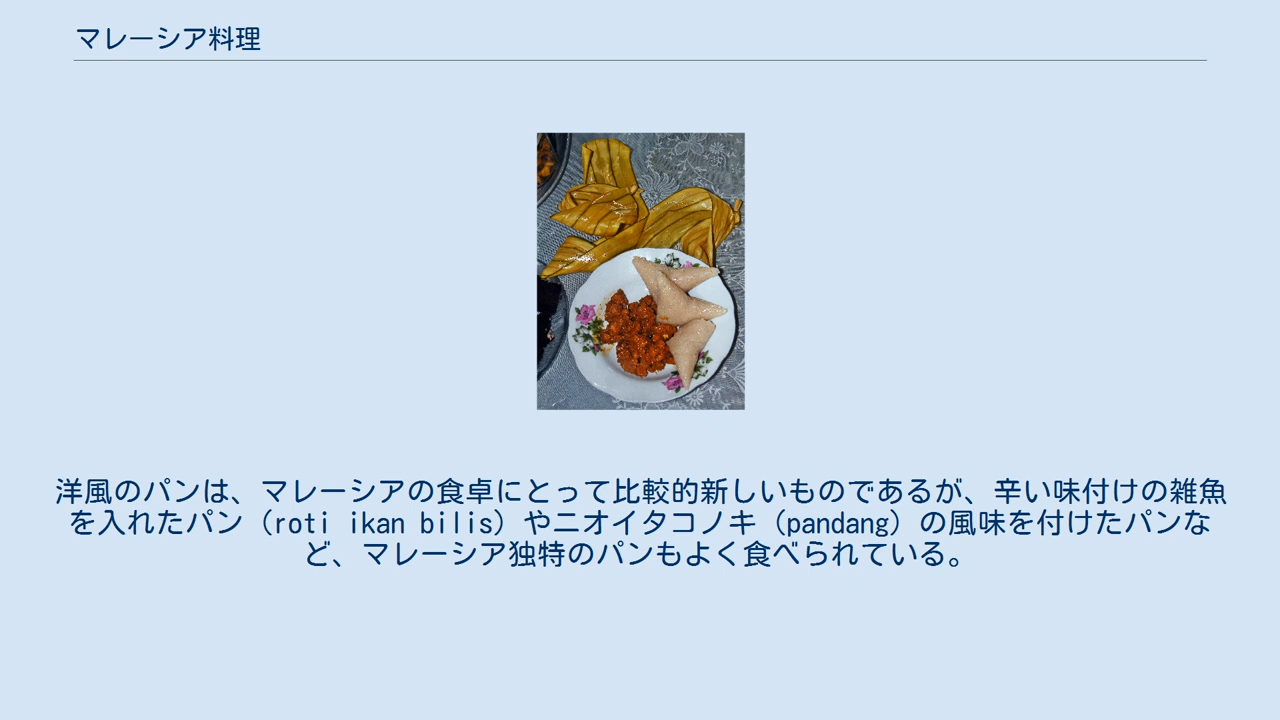 マレーシア料理
洋風のパンは、マレーシアの食卓にとって比較的新しいものであるが、辛い味付けの雑魚
を入れたパン（roti ikan bilis）やニオイタコノキ（pandang）の風味を付けたパンな
ど、マレーシア独特のパンもよく食べられている。